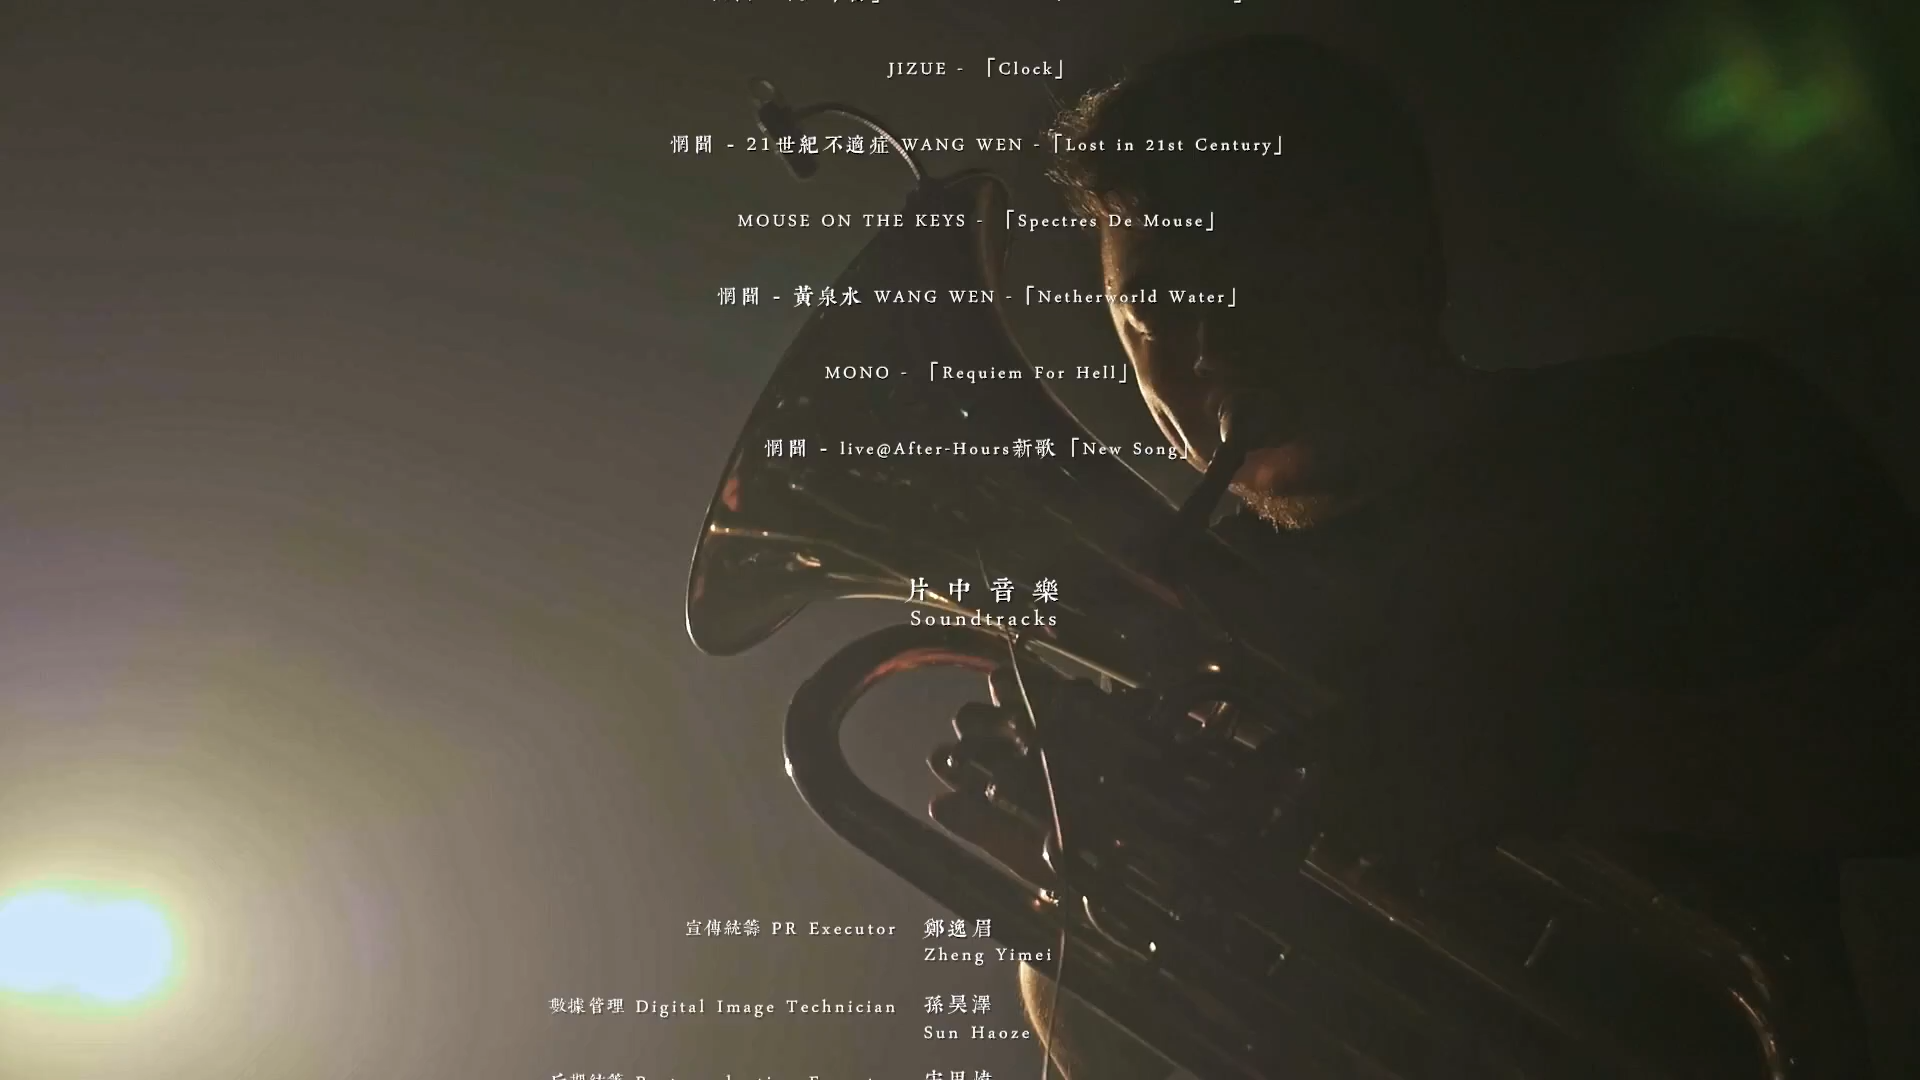 JIZUE - 「Clock」
惘聞 - 21世紀不適症 WANG WEN -「Lost in 21st Century」
MOUSE ON THE KEYS - 「Spectres De Mouse」
惘聞 - 黃泉水 WANG WEN -「Netherworld Water」
MONO - 「Requiem For Hell」
惘聞 - live@After-Hours新歌「New Song」
片中音樂
Soundtracks
宣傳統籌 PR Executor 鄭逸眉
Zheng Yimei
數據管理 Digital Image Technician 孫昊澤
Sun Haoze